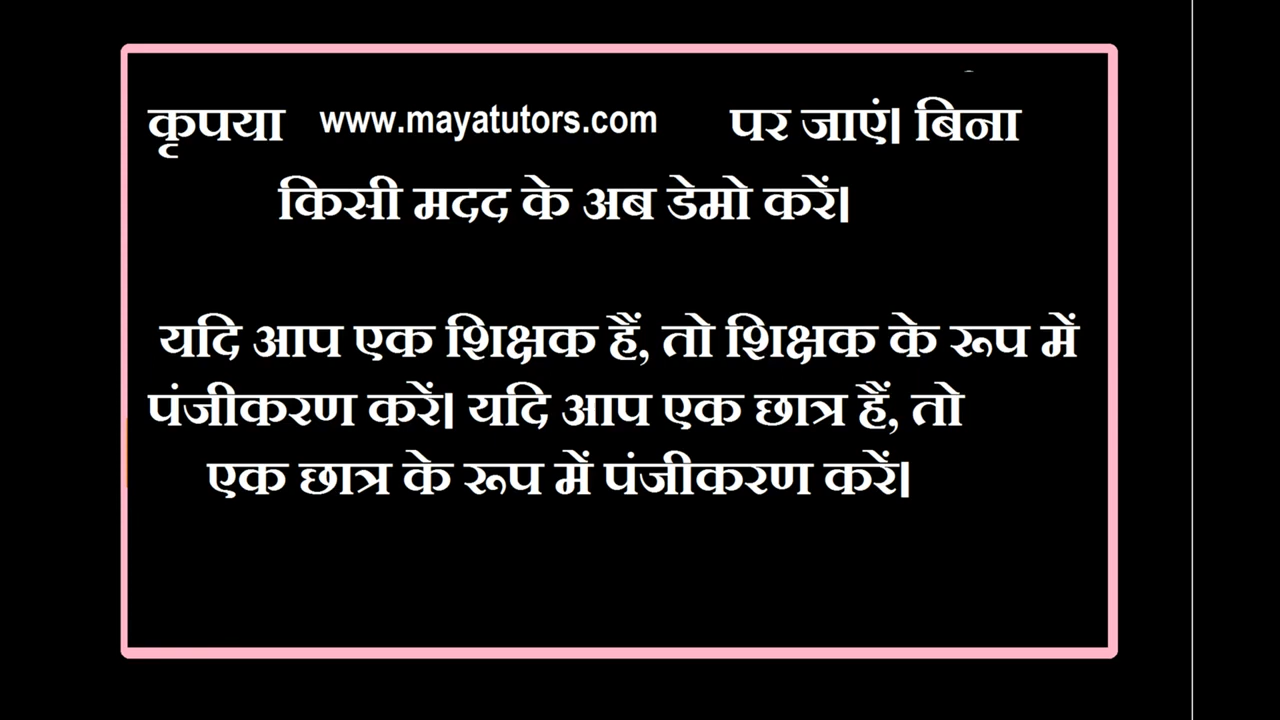 कृपया www.mayatutors.com पर जाएं। बिना
किसी मदद के अब डेमो करें।
यदि आप एक शिक्षक हैं, तो शिक्षक के रूप में
पंजीकरण करें। यदि आप एक छात्र हैं, तो
एक छात्र के रूप में पंजीकरण करें।